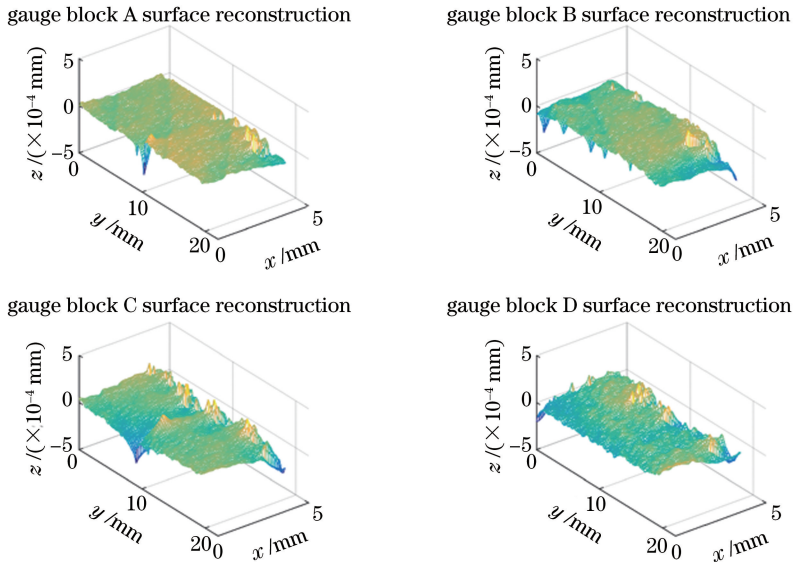 gauge block A surface reconstruction
5
0
−5
z /(×10⁻⁴ mm)
0
10
20
y /mm
0
5
x /mm
gauge block B surface reconstruction
5
0
−5
z /(×10⁻⁴ mm)
0
10
20
y /mm
0
5
x /mm
gauge block C surface reconstruction
5
0
−5
z /(×10⁻⁴ mm)
0
10
20
y /mm
0
5
x /mm
gauge block D surface reconstruction
5
0
−5
z /(×10⁻⁴ mm)
0
10
20
y /mm
0
5
x /mm